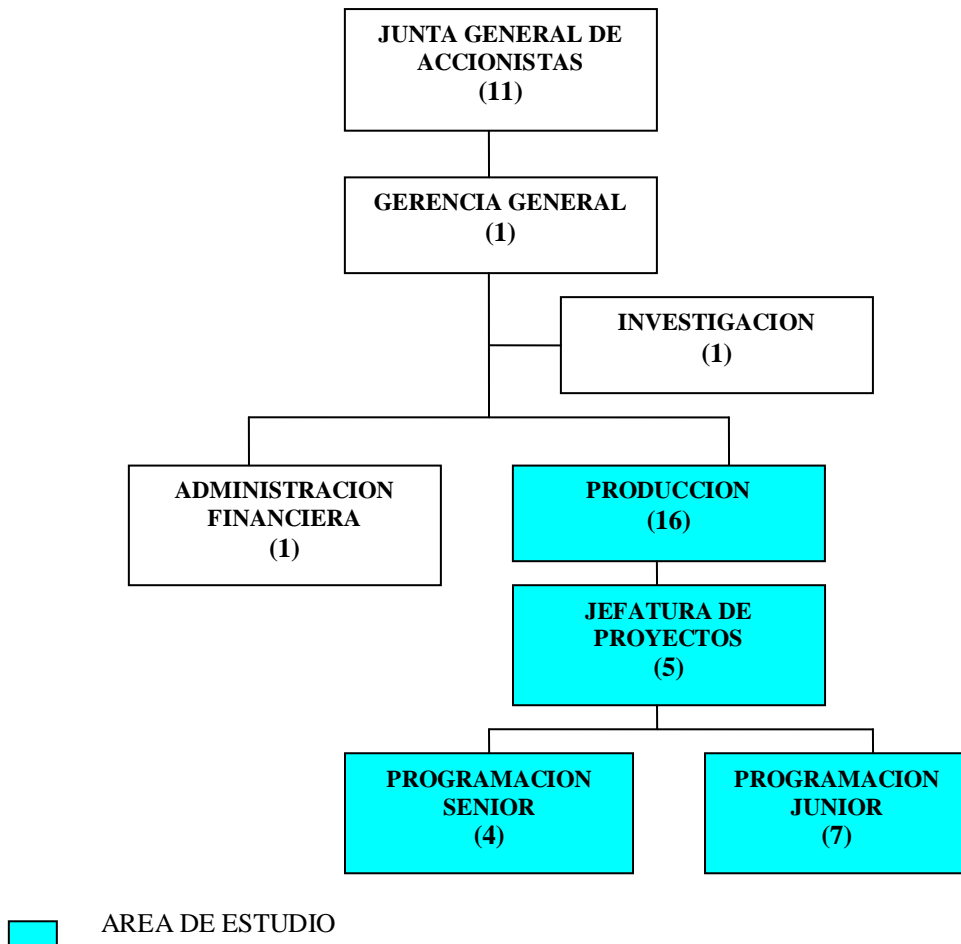 JUNTA GENERAL DE
ACCIONISTAS
(11)
GERENCIA GENERAL
(1)
INVESTIGACION
(1)
ADMINISTRACION
FINANCIERA
(1)
PRODUCCION
(16)
JEFATURA DE
PROYECTOS
(5)
PROGRAMACION
SENIOR
(4)
PROGRAMACION
JUNIOR
(7)
AREA DE ESTUDIO